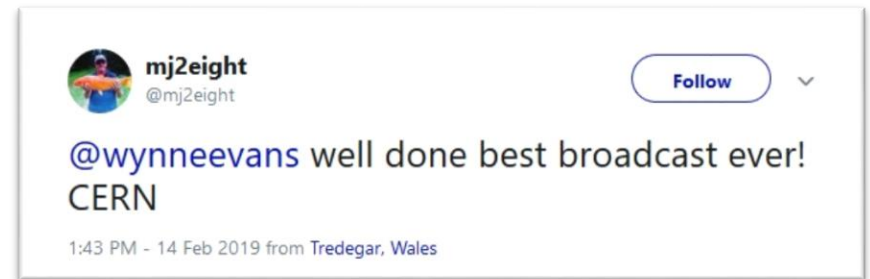 mj2eight
@mj2eight
Follow
@wynneevans well done best broadcast ever!
CERN
1:43 PM - 14 Feb 2019 from Tredegar, Wales